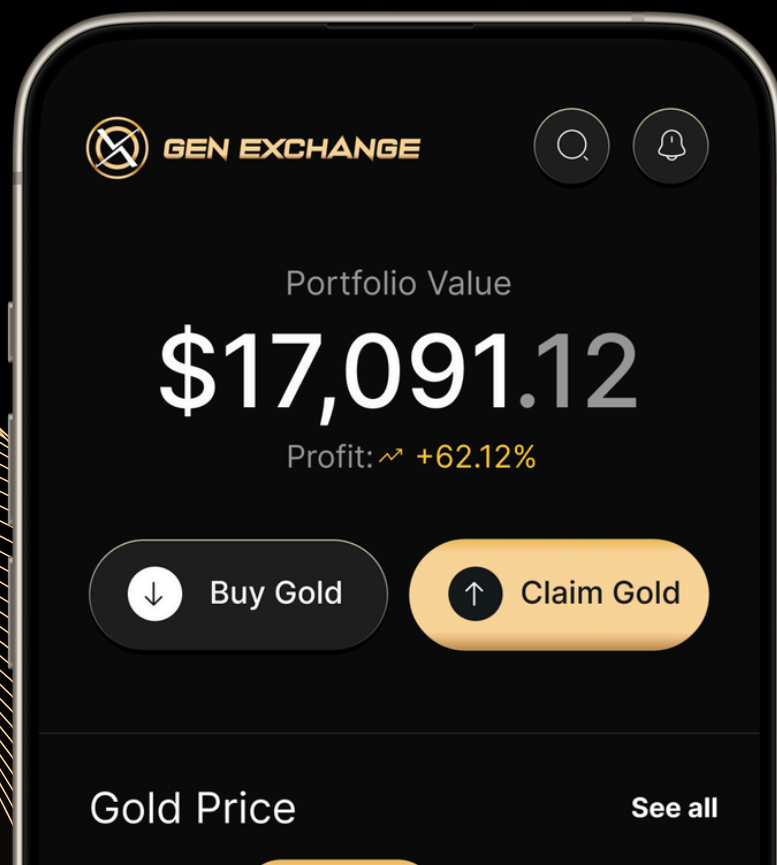 GEN EXCHANGE
Portfolio Value
$17,091.12
Profit: +62.12%
Buy Gold
Claim Gold
Gold Price
See all